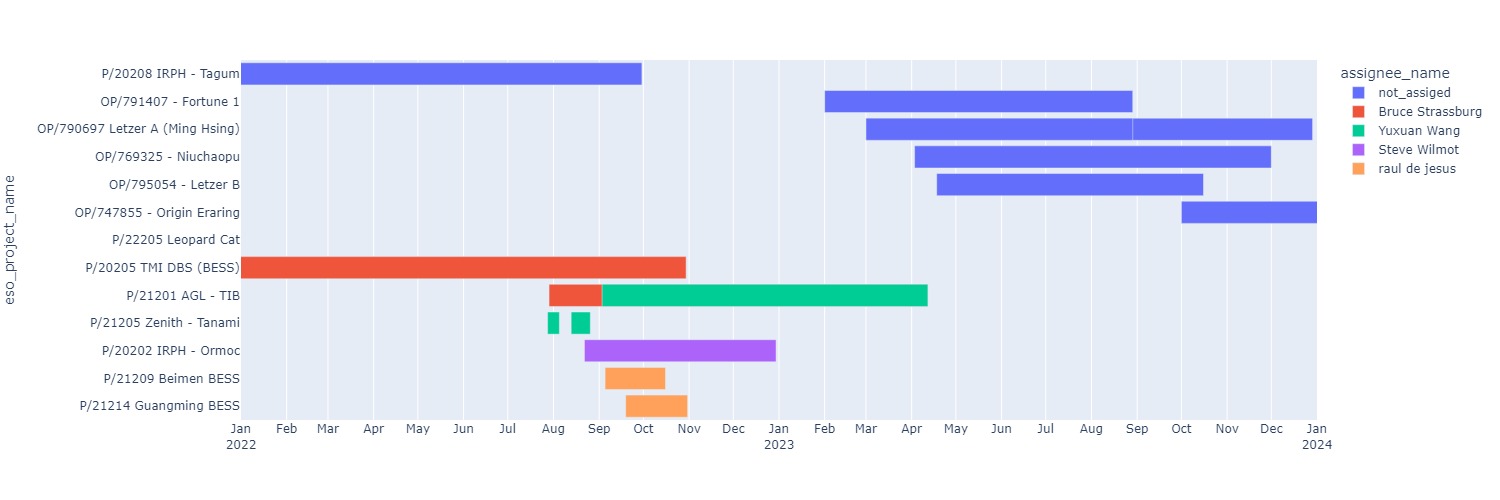 P/20208 IRPH - Tagum
OP/791407 - Fortune 1
OP/790697 Letzer A (Ming Hsing)
OP/769325 - Niuchaopu
OP/795054 - Letzer B
OP/747855 - Origin Eraring
P/22205 Leopard Cat
P/20205 TMI DBS (BESS)
P/21201 AGL - TIB
P/21205 Zenith - Tanami
P/20202 IRPH - Ormoc
P/21209 Beimen BESS
P/21214 Guangming BESS
eso_project_name
Jan Feb Mar Apr May Jun Jul Aug Sep Oct Nov Dec Jan Feb Mar Apr May Jun Jul Aug Sep Oct Nov Dec Jan
2022 2023 2024
assignee_name
not_assiged
Bruce Strassburg
Yuxuan Wang
Steve Wilmot
raul de jesus